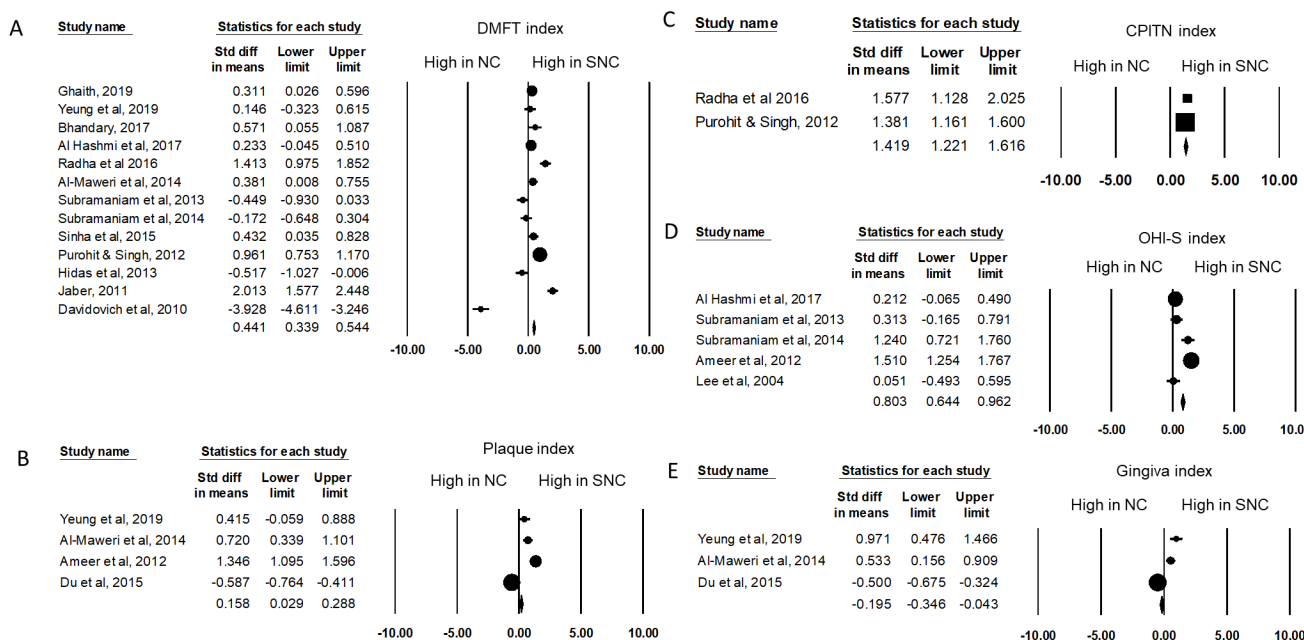 A
Study name Statistics for each study DMFT index
Std diff in means Lower limit Upper limit High in NC High in SNC
Ghaith, 2019 0.311 0.026 0.596
Yeung et al, 2019 0.146 -0.323 0.615
Bhandary, 2017 0.571 0.055 1.087
Al Hashmi et al, 2017 0.233 -0.045 0.510
Radha et al 2016 1.413 0.975 1.852
Al-Maweri et al, 2014 0.381 0.008 0.755
Subramaniam et al, 2013 -0.449 -0.930 0.033
Subramaniam et al, 2014 -0.172 -0.648 0.304
Sinha et al, 2015 0.432 0.035 0.828
Purohit & Singh, 2012 0.961 0.753 1.170
Hidas et al, 2013 -0.517 -1.027 -0.006
Jaber, 2011 2.013 1.577 2.448
Davidovich et al, 2010 -3.928 -4.611 -3.246
0.441 0.339 0.544
-10.00 -5.00 0.00 5.00 10.00
B
Study name Statistics for each study Plaque index
Std diff in means Lower limit Upper limit High in NC High in SNC
Yeung et al, 2019 0.415 -0.059 0.888
Al-Maweri et al, 2014 0.720 0.339 1.101
Ameer et al, 2012 1.346 1.095 1.596
Du et al, 2015 -0.587 -0.764 -0.411
0.158 0.029 0.288
-10.00 -5.00 0.00 5.00 10.00
C
Study name Statistics for each study CPITN index
Std diff in means Lower limit Upper limit High in NC High in SNC
Radha et al 2016 1.577 1.128 2.025
Purohit & Singh, 2012 1.381 1.161 1.600
1.419 1.221 1.616
-10.00 -5.00 0.00 5.00 10.00
D
Study name Statistics for each study OHI-S index
Std diff in means Lower limit Upper limit High in NC High in SNC
Al Hashmi et al, 2017 0.212 -0.065 0.490
Subramaniam et al, 2013 0.313 -0.165 0.791
Subramaniam et al, 2014 1.240 0.721 1.760
Ameer et al, 2012 1.510 1.254 1.767
Lee et al, 2004 0.051 -0.493 0.595
0.803 0.644 0.962
-10.00 -5.00 0.00 5.00 10.0
E
Study name Statistics for each study Gingiva index
Std diff in means Lower limit Upper limit High in NC High in SNC
Yeung et al, 2019 0.971 0.476 1.466
Al-Maweri et al, 2014 0.533 0.156 0.909
Du et al, 2015 -0.500 -0.675 -0.324
-0.195 -0.346 -0.043
-10.00 -5.00 0.00 5.00 10.00